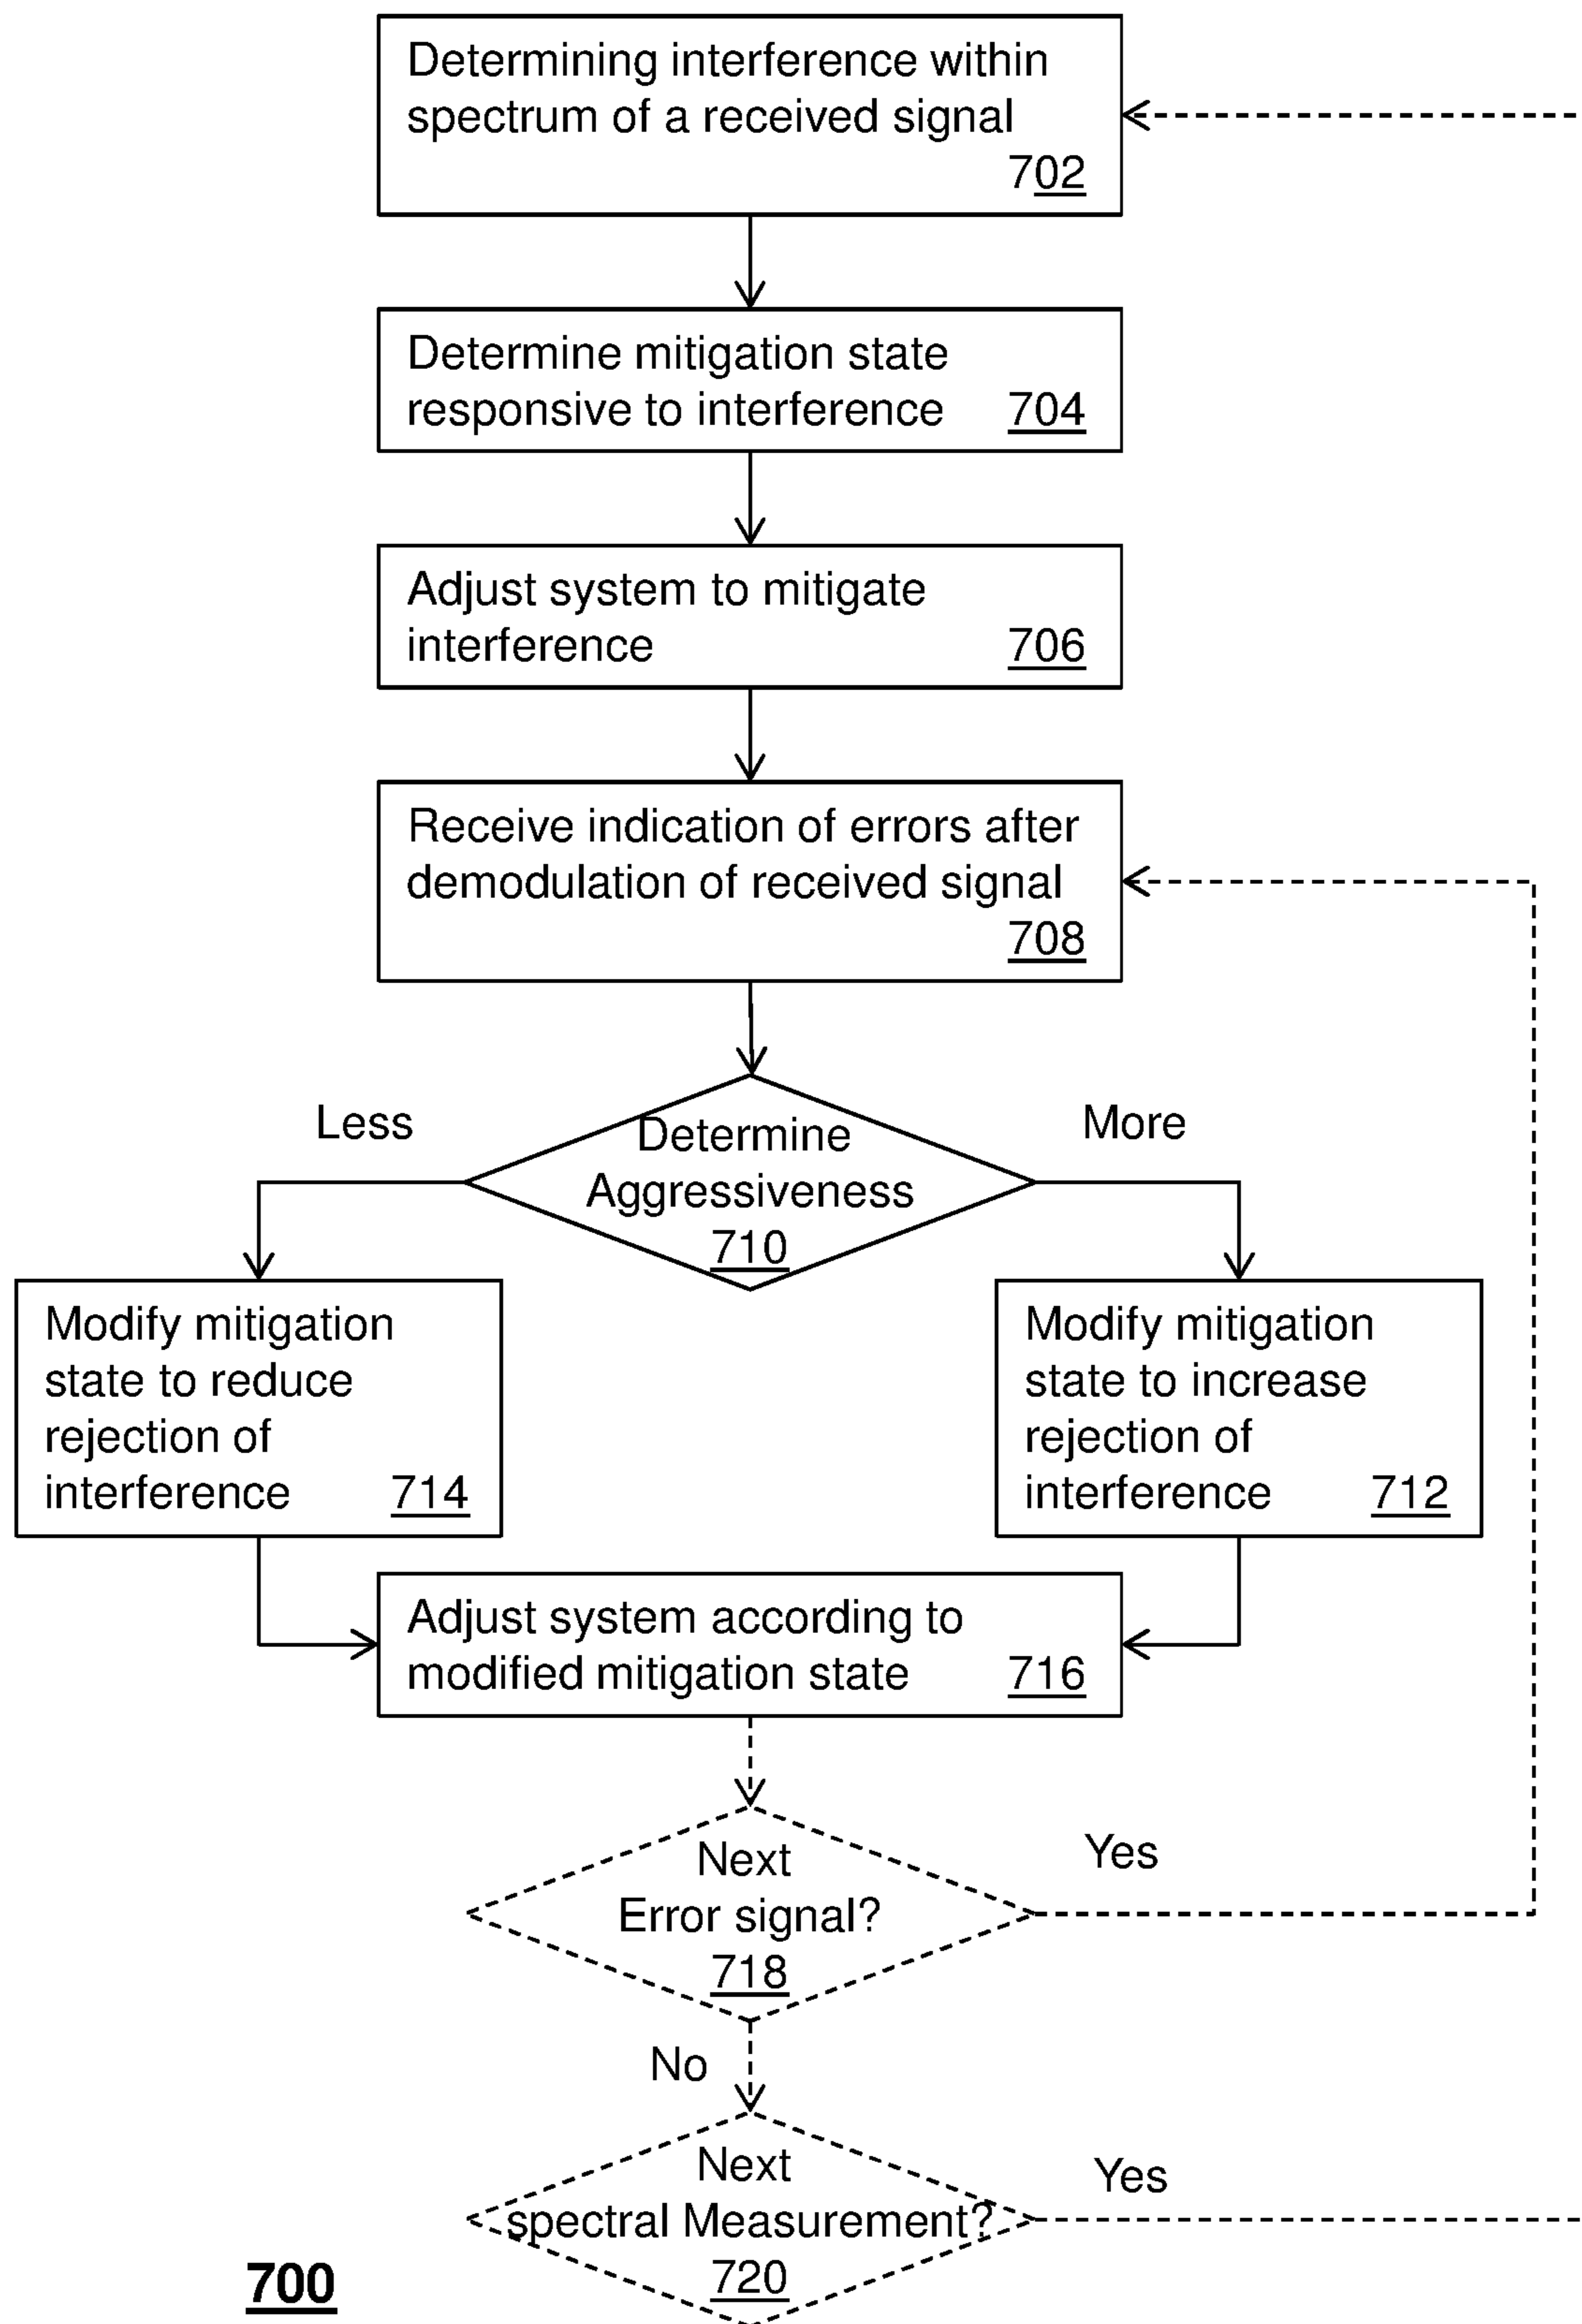 Determining interference within
spectrum of a received signal
702
Determine mitigation state
responsive to interference 704
Adjust system to mitigate
interference 706
Receive indication of errors after
demodulation of received signal
708
Less
More
Determine
Aggressiveness
710
Modify mitigation
state to reduce
rejection of
interference 714
Modify mitigation
state to increase
rejection of
interference 712
Adjust system according to
modified mitigation state 716
Next
Error signal?
718
Yes
No
Next
spectral Measurement?
720
Yes
700